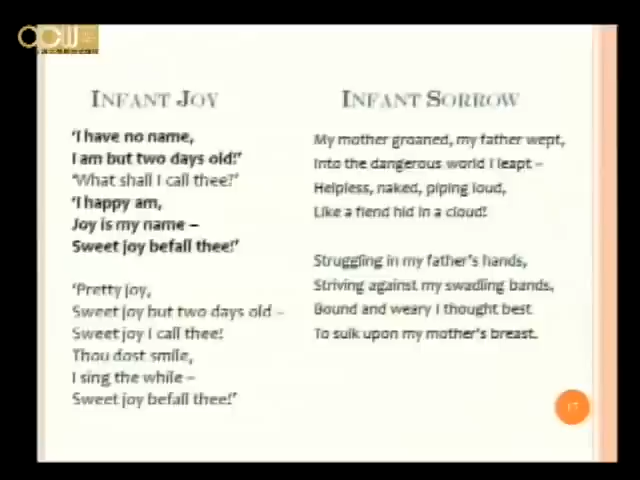 OCW
INFANT JOY
'I have no name,
I am but two days old!'
'What shall I call thee?'
'I happy am,
Joy is my name –
Sweet joy befall thee!'
'Pretty joy,
Sweet joy but two days old –
Sweet joy I call thee!
Thou dost smile,
I sing the while –
Sweet joy befall thee!'
INFANT SORROW
My mother groaned, my father wept,
Into the dangerous world I leapt –
Helpless, naked, piping loud,
Like a fiend hid in a cloud!
Struggling in my father's hands,
Striving against my swadling bands,
Bound and weary I thought best
To sulk upon my mother's breast.